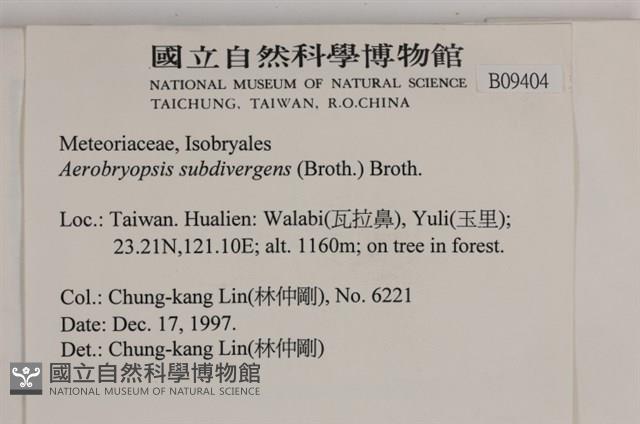 國立自然科學博物館
NATIONAL MUSEUM OF NATURAL SCIENCE
TAICHUNG, TAIWAN, R.O.CHINA
B09404
Meteoriaceae, Isobryales
Aerobryopsis subdivergens (Broth.) Broth.
Loc.: Taiwan. Hualien: Walabi(瓦拉鼻), Yuli(玉里);
23.21N,121.10E; alt. 1160m; on tree in forest.
Col.: Chung-kang Lin(林仲剛), No. 6221
Date: Dec. 17, 1997.
Det.: Chung-kang Lin(林仲剛)
國立自然科學博物館
NATIONAL MUSEUM OF NATURAL SCIENCE